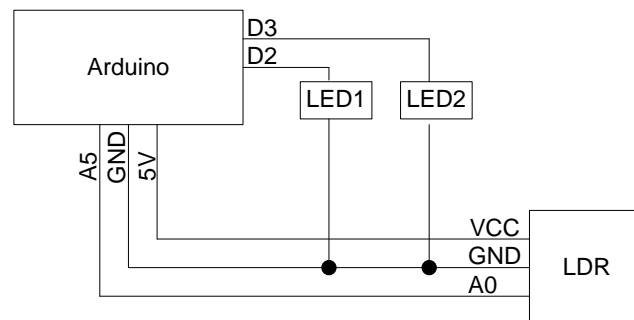 D3
Arduino
D2
LED1
LED2
A5
GND
5V
VCC
GND
LDR
A0